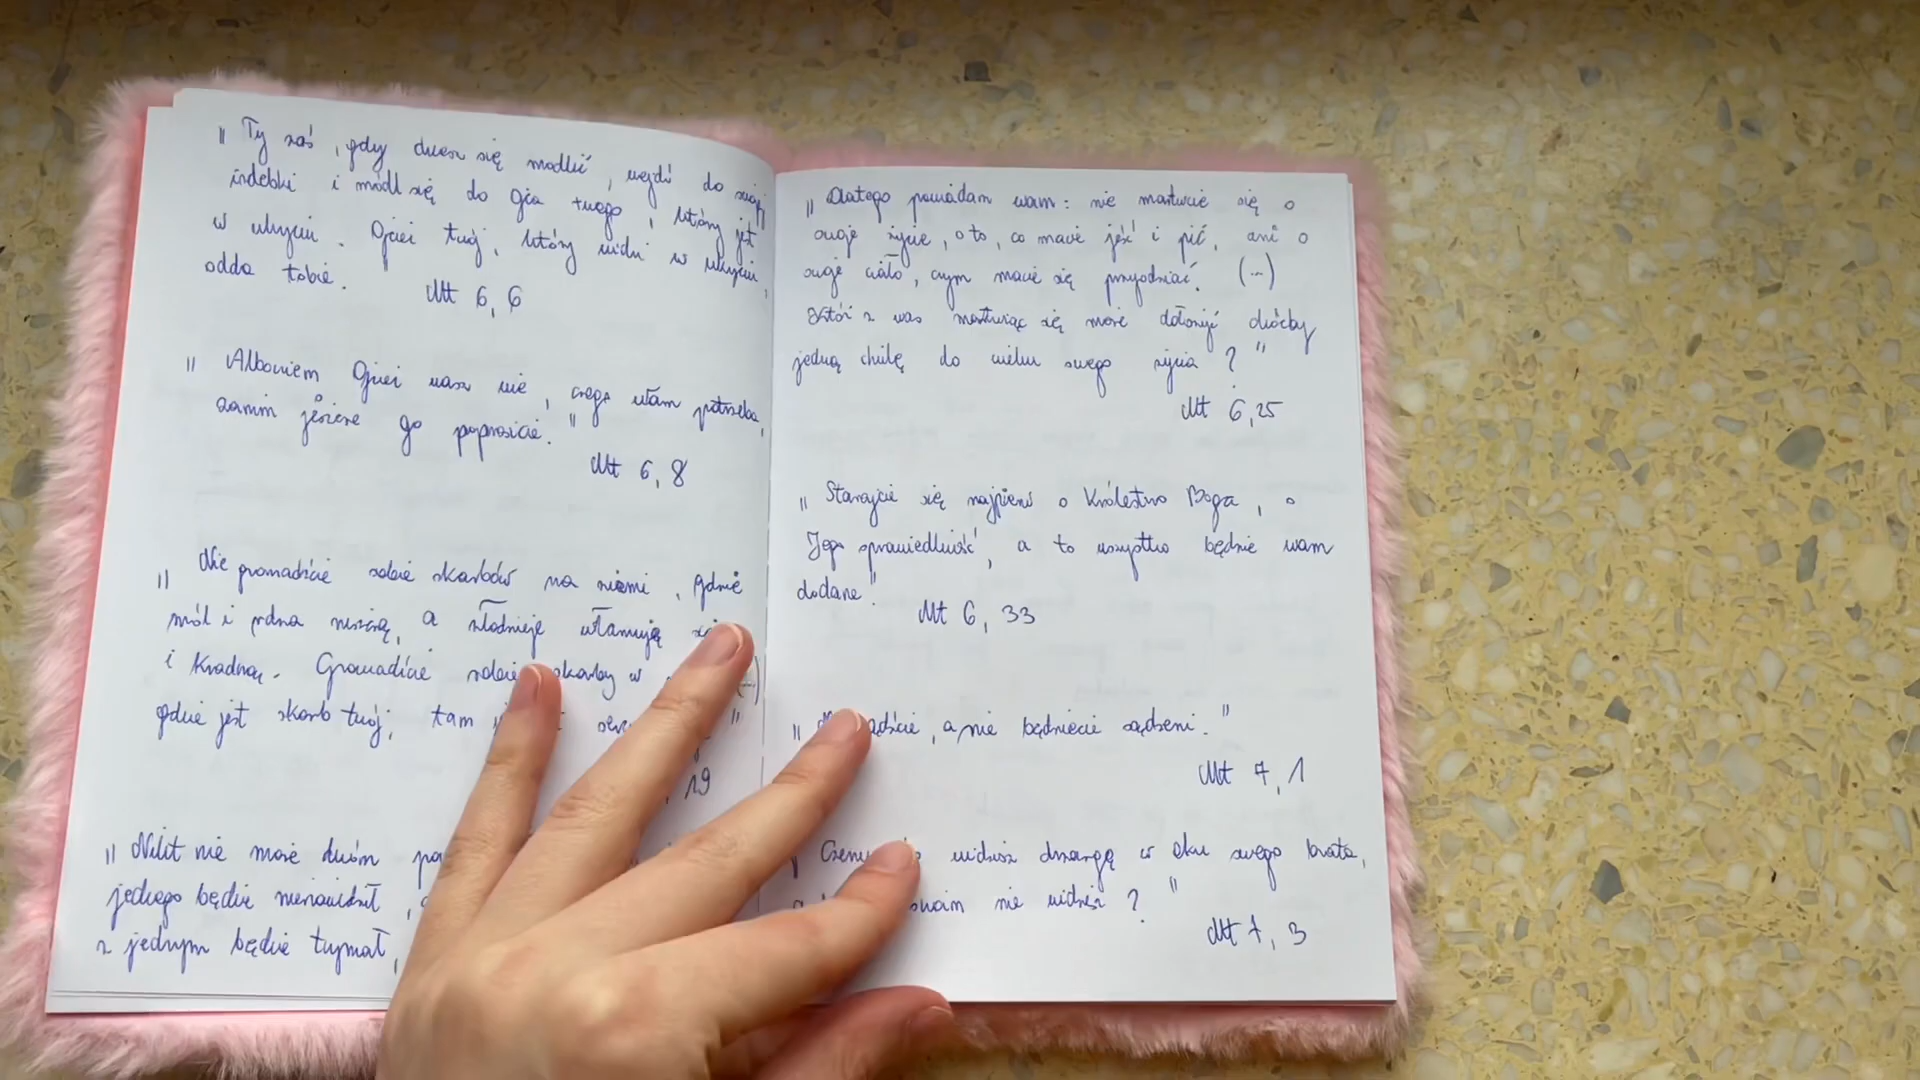 " Ty zaś, gdy chcesz się modlić, wejdź do swojej
izdebki i módl się do Ojca twego, który jest
w ukryciu. Ojciec twój, który widzi w ukryciu,
odda tobie. "
Mt 6, 6
" Albowiem Ojciec wasz wie, czego wam potrzeba,
zanim jeszcze go poprosicie. "
Mt 6, 8
" Nie gromadźcie sobie skarbów na ziemi, gdzie
mól i rdza niszczą, a złodzieje włamują się
i kradną. Gromadźcie sobie skarby w (...)
gdzie jest skarb twój, tam "
, 19
" Nikt nie może dwóm
jednego będzie nienawidził,
z jednym będzie trzymał,
" Dlatego powiadam wam: nie martwcie się o
swoje życie, o to, co macie jeść i pić, ani o
swoje ciało, czym macie się przyodziać. (...)
Któż z was martwiąc się może dołożyć choćby
jedną chwilę do wieku swego życia? "
Mt 6,25
" Starajcie się najpierw o Królestwo Boga, o
Jego sprawiedliwość, a to wszystko będzie wam
dodane. "
Mt 6, 33
" , a nie będziecie sądzeni. "
Mt 7, 1
" widzisz drzazgę w oku swego brata,
a nie widzisz? "
Mt 7, 3